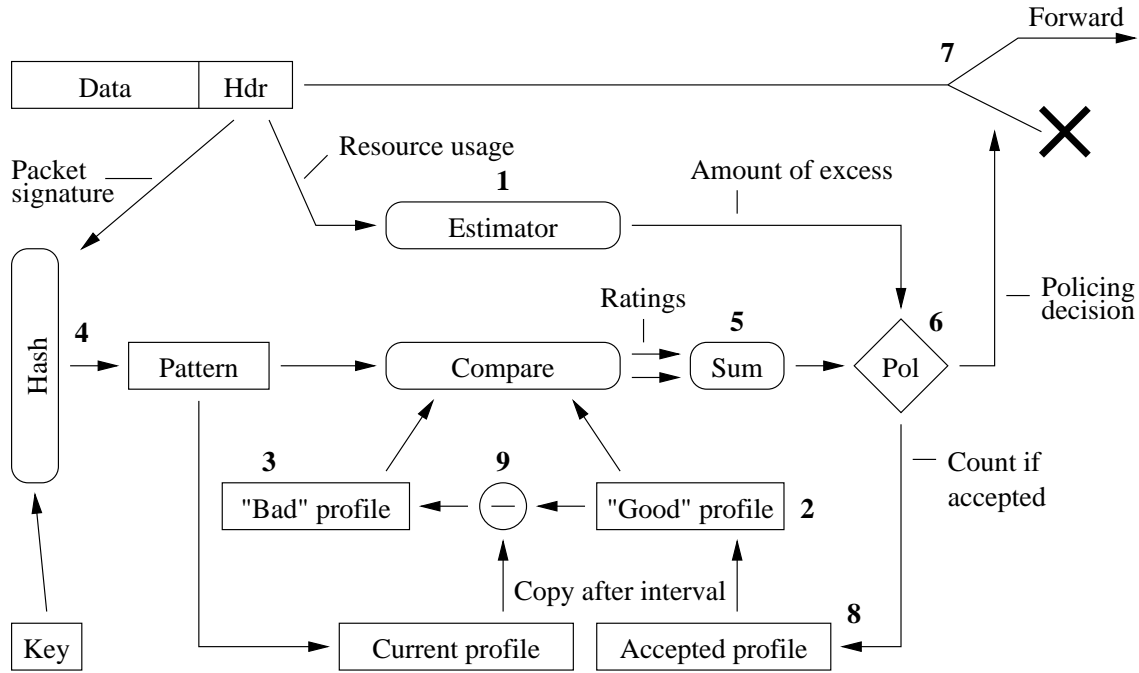 Forward
7
Data
Hdr
Resource usage
Packet
signature
1
Amount of excess
Estimator
Ratings
Policing
decision
4
5
6
Hash
Pattern
Compare
Sum
Pol
3
9
Count if
accepted
"Bad" profile
—
"Good" profile
2
Copy after interval
8
Key
Current profile
Accepted profile